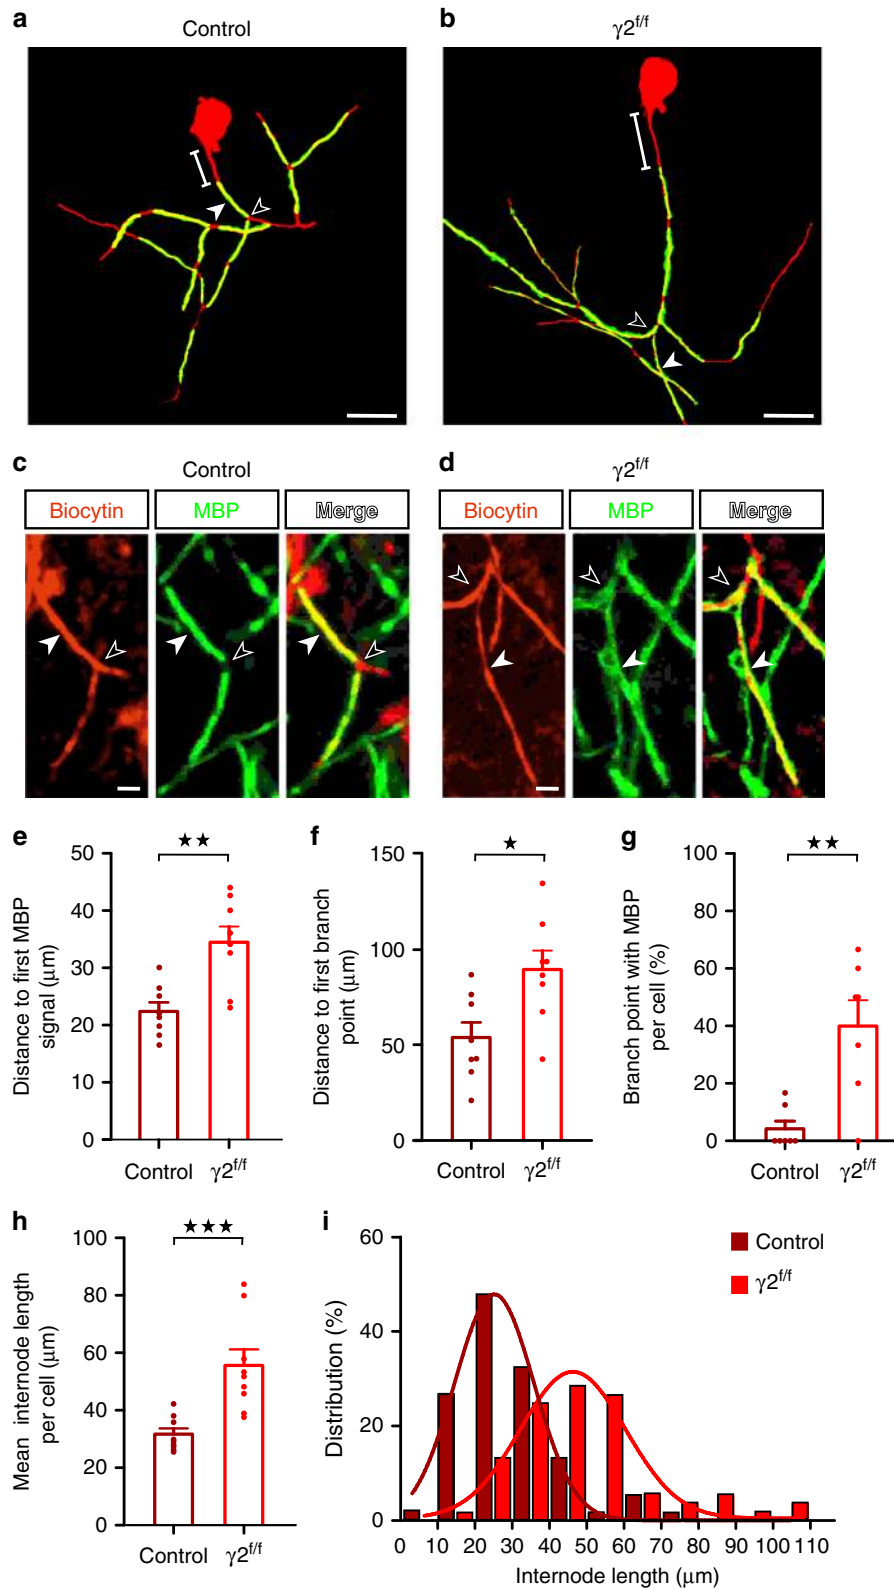 a
Control
b
γ2f/f
c
Control
d
γ2f/f
Biocytin
MBP
Merge
Biocytin
MBP
Merge
e
Distance to first MBP
signal (μm)
50
40
30
20
10
0
★★
Control
γ2f/f
f
Distance to first branch
point (μm)
150
100
50
0
★
Control
γ2f/f
g
Branch point with MBP
per cell (%)
100
80
60
40
20
0
★★
Control
γ2f/f
h
Mean internode length
per cell (μm)
100
80
60
40
20
0
★★★
Control
γ2f/f
i
Distribution (%)
60
40
20
0
Control
γ2f/f
0 10 20 30 40 50 60 70 80 90 100 110
Internode length (μm)